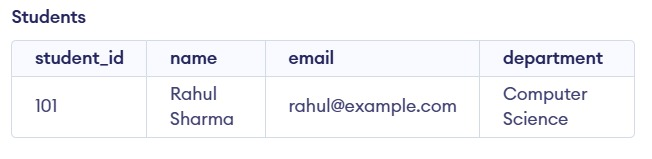 Students
student_id name email department
101 Rahul Sharma rahul@example.com Computer Science